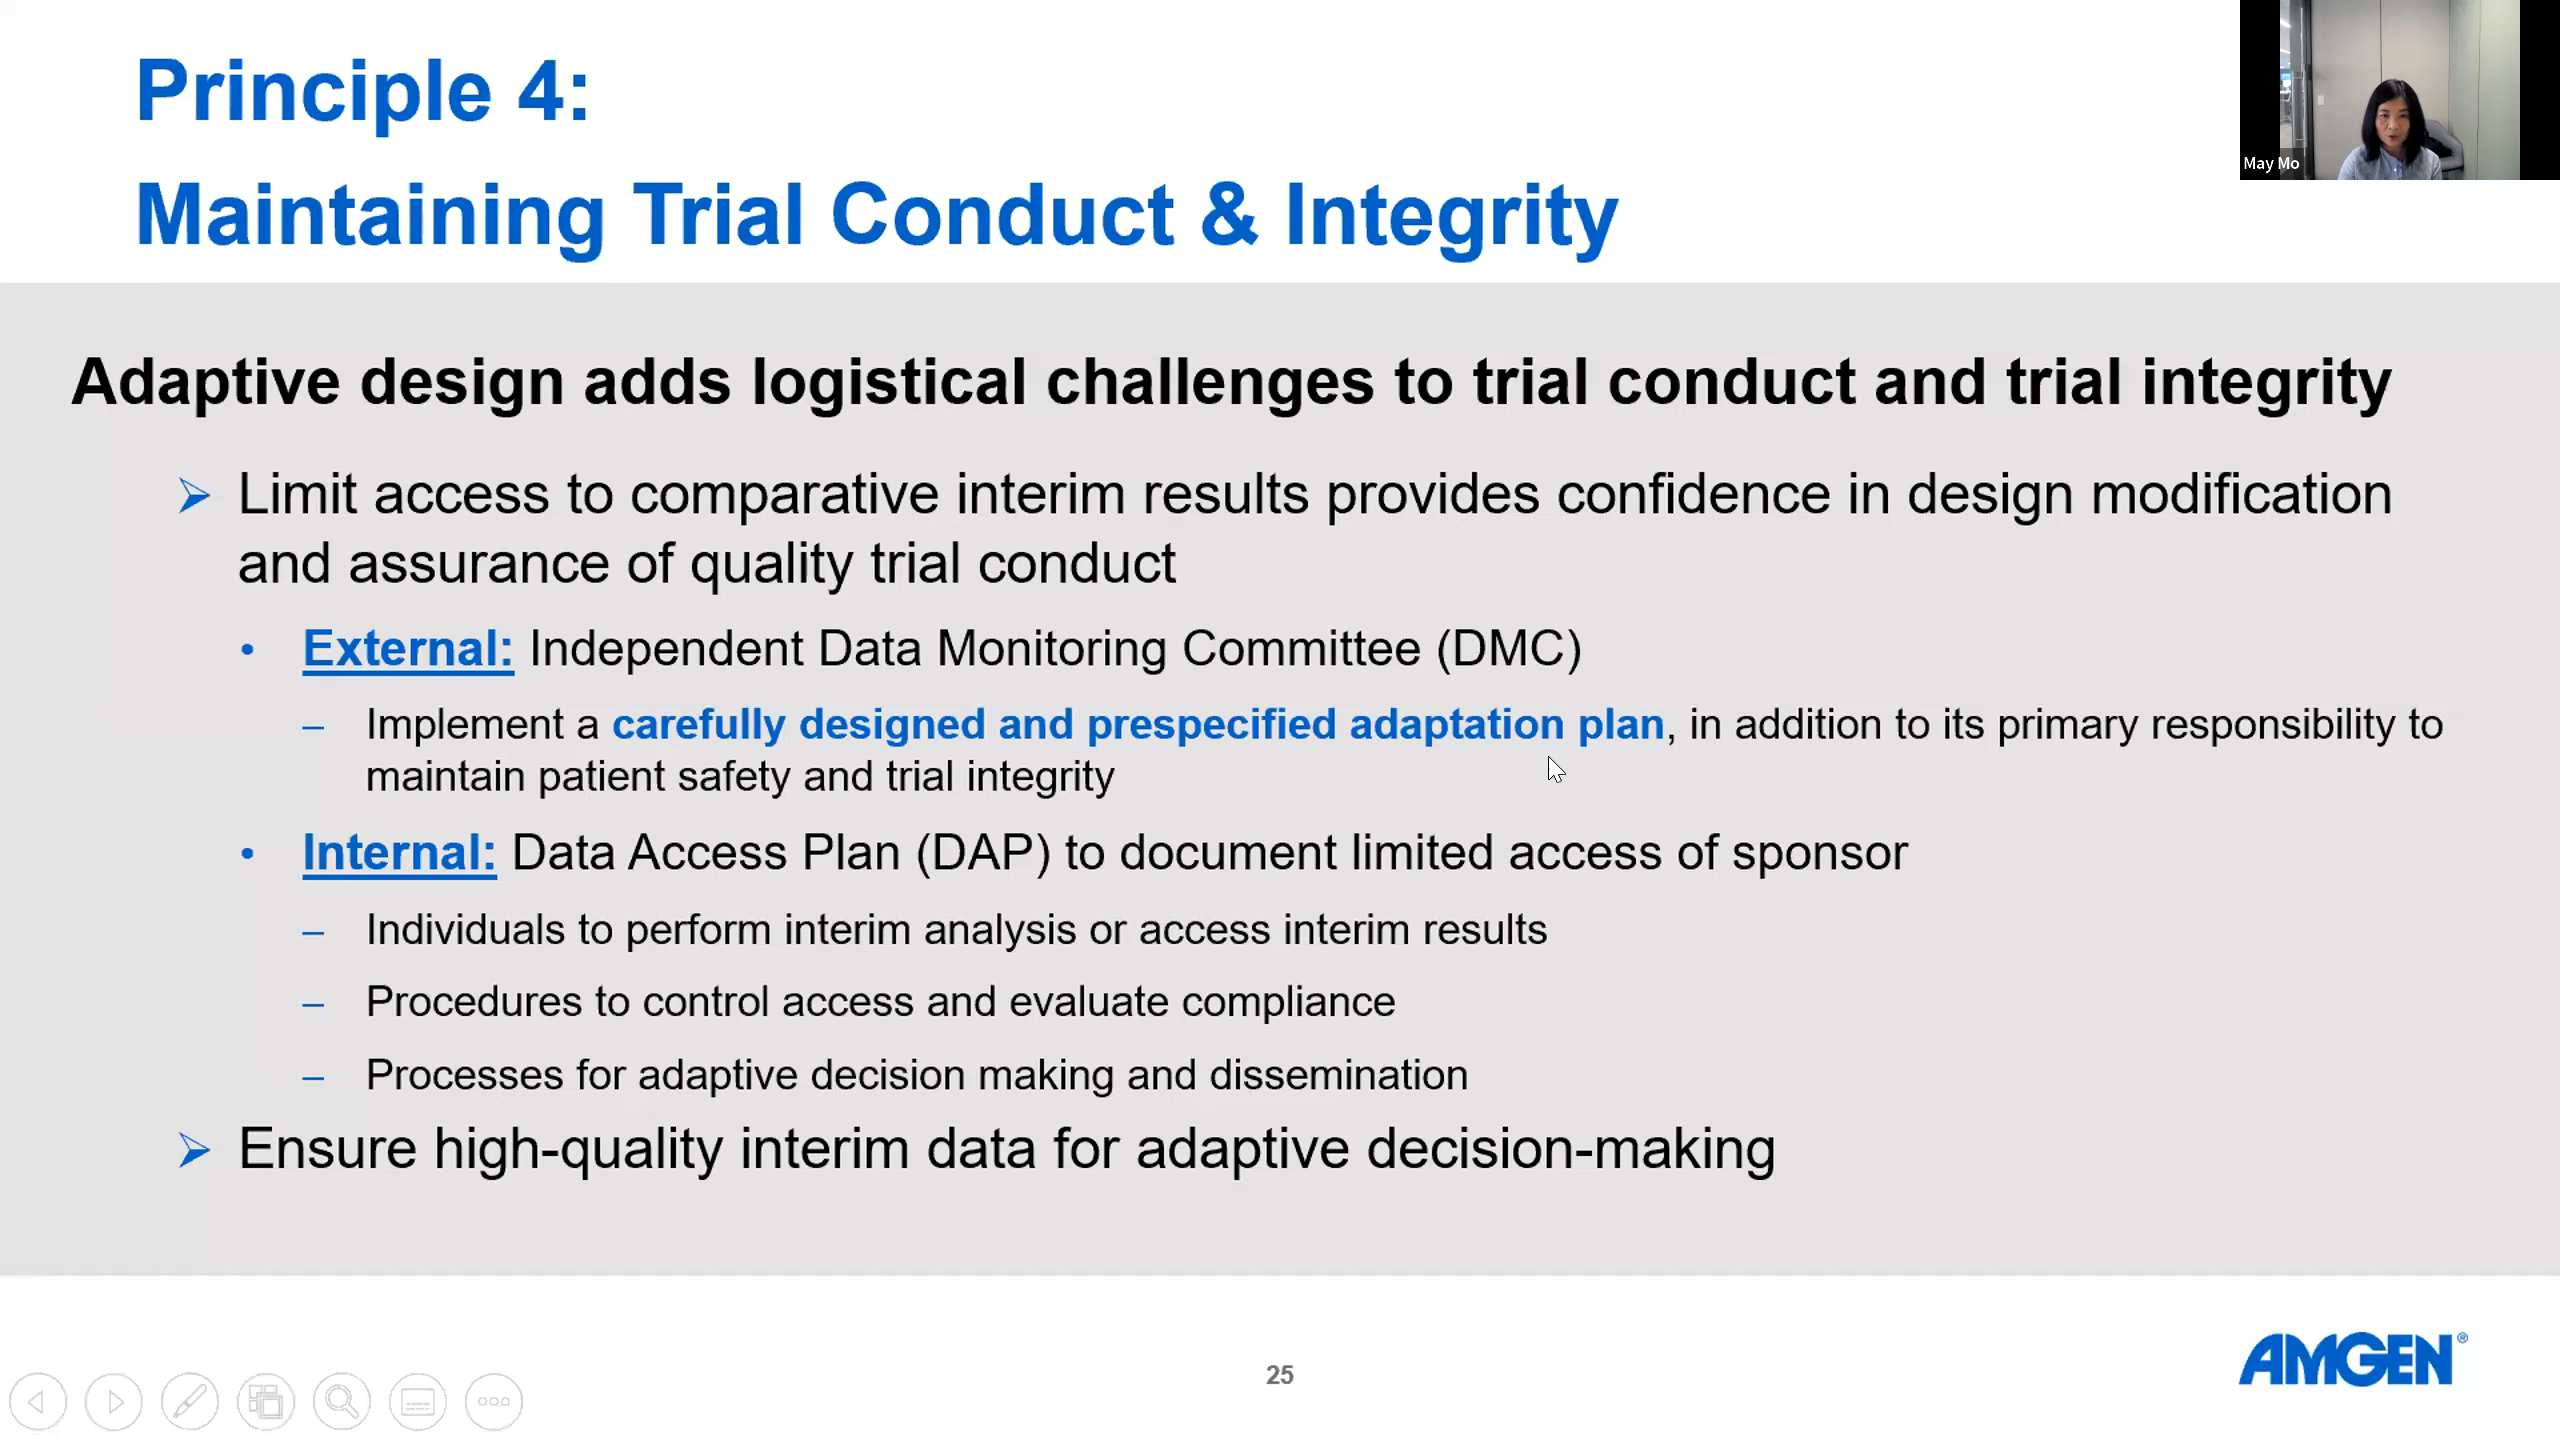 Principle 4:
Maintaining Trial Conduct & Integrity
May Mo
Adaptive design adds logistical challenges to trial conduct and trial integrity
➢ Limit access to comparative interim results provides confidence in design modification
and assurance of quality trial conduct
• External: Independent Data Monitoring Committee (DMC)
– Implement a carefully designed and prespecified adaptation plan, in addition to its primary responsibility to
maintain patient safety and trial integrity
• Internal: Data Access Plan (DAP) to document limited access of sponsor
– Individuals to perform interim analysis or access interim results
– Procedures to control access and evaluate compliance
– Processes for adaptive decision making and dissemination
➢ Ensure high-quality interim data for adaptive decision-making
25
AMGEN®